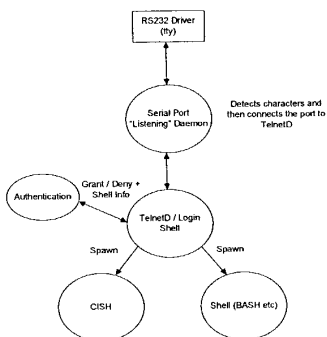 RS232 Driver
(tty)
Serial Port
"Listening" Daemon
Detects characters and
then connects the port to
TelnetD
Grant / Deny +
Shell Info
Authentication
TelnetD / Login
Shell
Spawn
Spawn
CISH
Shell (BASH etc)